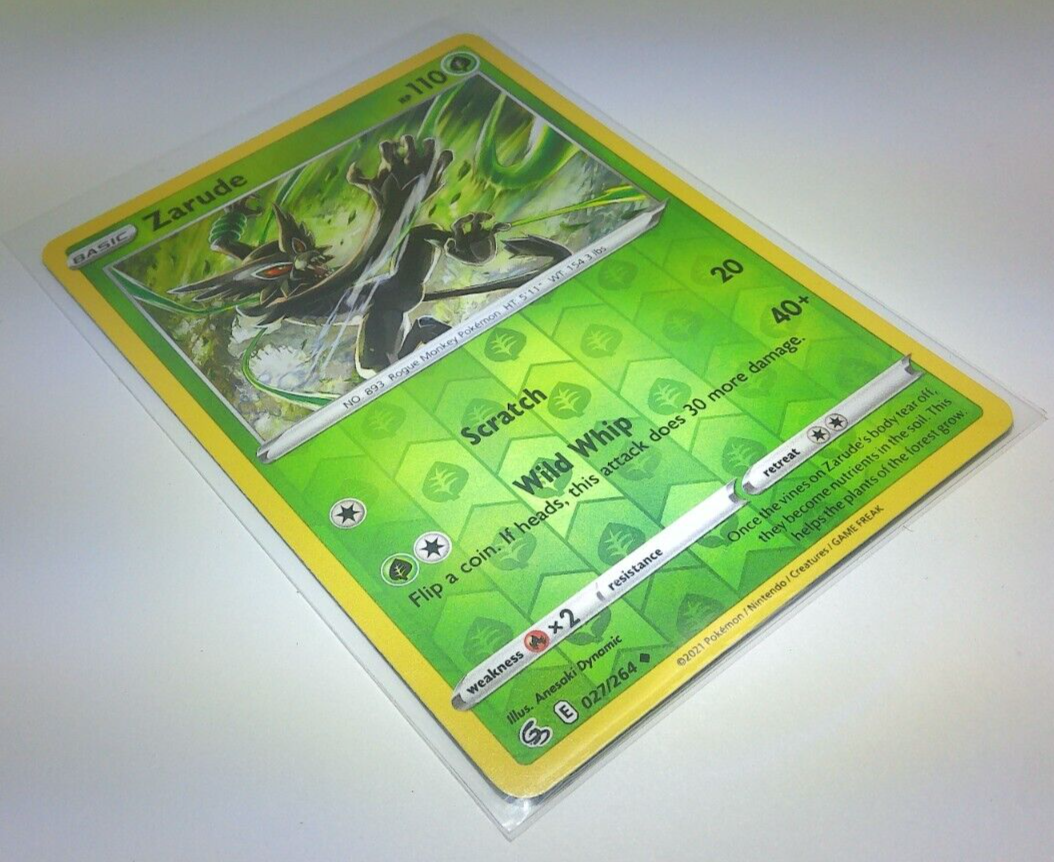 BASIC
Zarude
HP 110
NO. 893 Rogue Monkey Pokémon HT: 5'11" WT: 154.3 lbs
Scratch 20
Wild Whip 40+
Flip a coin. If heads, this attack does 30 more damage.
weakness ×2 resistance retreat
Illus. Anesaki Dynamic
E 027/264
Once the vines on Zarude's body tear off,
they become nutrients in the soil. This
helps the plants of the forest grow.
©2021 Pokémon / Nintendo / Creatures / GAME FREAK